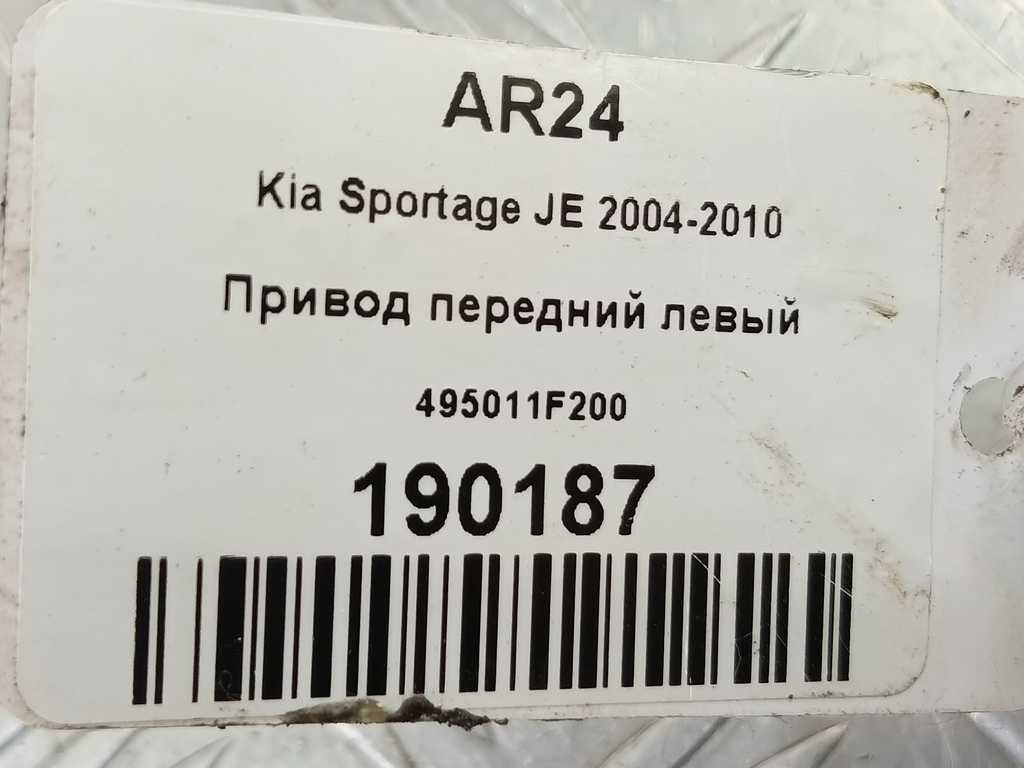 AR24
Kia Sportage JE 2004-2010
Привод передний левый
495011F200
190187